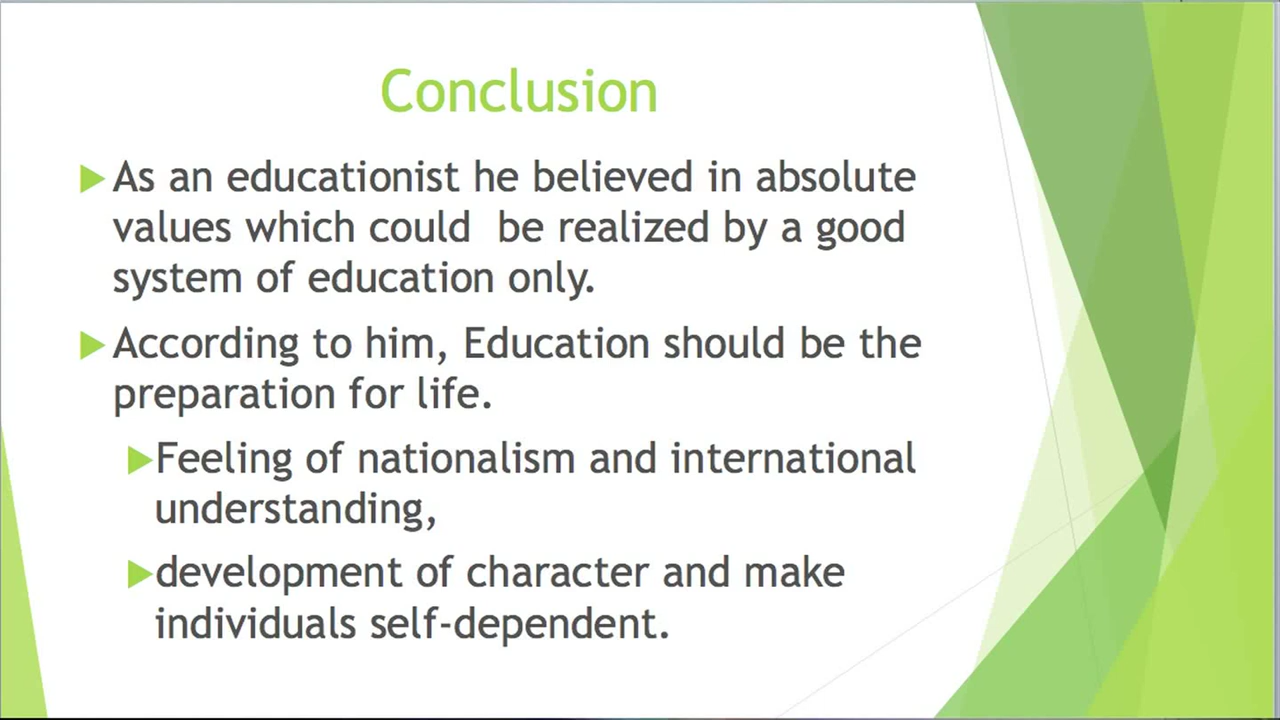 Conclusion
As an educationist he believed in absolute
values which could  be realized by a good
system of education only.
According to him, Education should be the
preparation for life.
Feeling of nationalism and international
understanding,
development of character and make
individuals self-dependent.